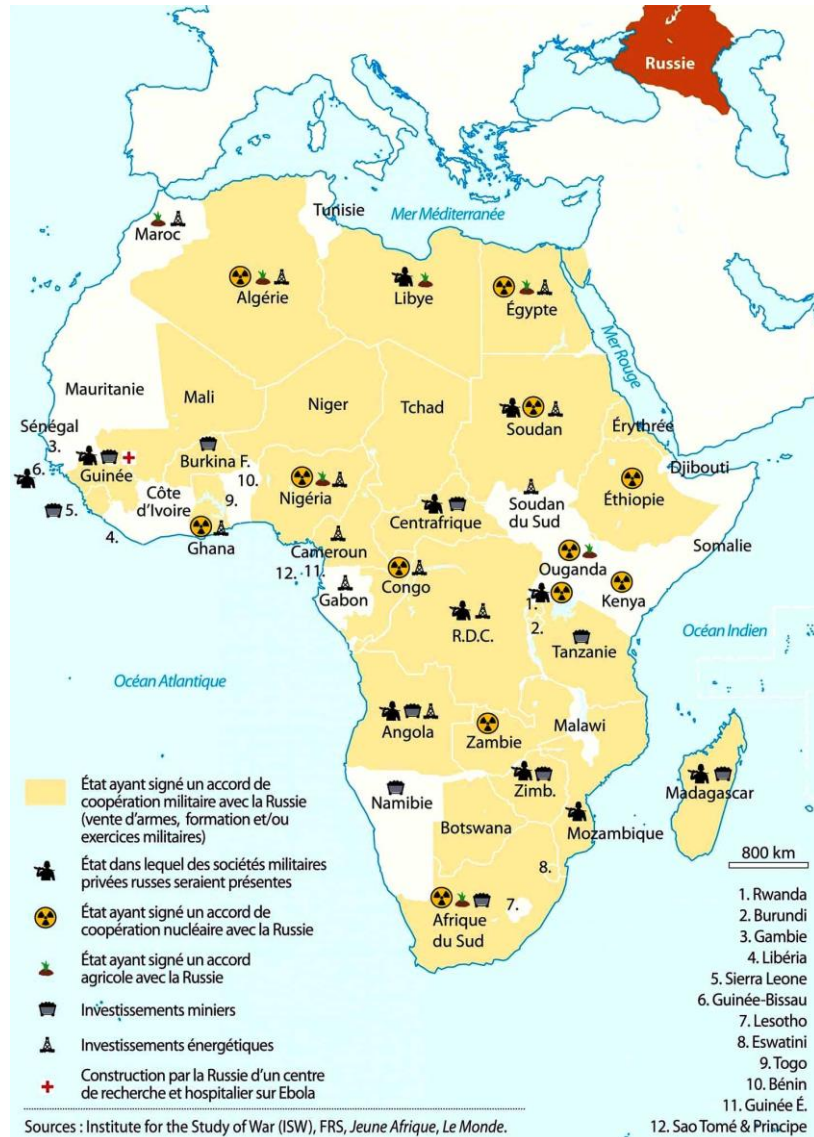 Russie
Mer Méditerranée
Tunisie
Maroc
Algérie
Libye
Égypte
Mer Rouge
Mauritanie
Mali
Niger
Tchad
Soudan
Érythrée
Sénégal
3.
6.
Guinée
Burkina F.
10.
9.
Nigéria
Djibouti
Éthiopie
5.
Côte
d'Ivoire
4.
Ghana
Centrafrique
Soudan
du Sud
Somalie
Cameroun
12.
11.
Gabon
Congo
Ouganda
Kenya
R.D.C.
1.
2.
Tanzanie
Océan Indien
Océan Atlantique
Angola
Zambie
Malawi
Namibie
Zimb.
Madagascar
Botswana
Mozambique
8.
7.
Afrique
du Sud
État ayant signé un accord de
coopération militaire avec la Russie
(vente d'armes, formation et/ou
exercices militaires)
État dans lequel des sociétés militaires
privées russes seraient présentes
État ayant signé un accord de
coopération nucléaire avec la Russie
État ayant signé un accord
agricole avec la Russie
Investissements miniers
Investissements énergétiques
Construction par la Russie d'un centre
de recherche et hospitalier sur Ebola
Sources : Institute for the Study of War (ISW), FRS, Jeune Afrique, Le Monde.
800 km
1. Rwanda
2. Burundi
3. Gambie
4. Libéria
5. Sierra Leone
6. Guinée-Bissau
7. Lesotho
8. Eswatini
9. Togo
10. Bénin
11. Guinée É.
12. Sao Tomé & Principe